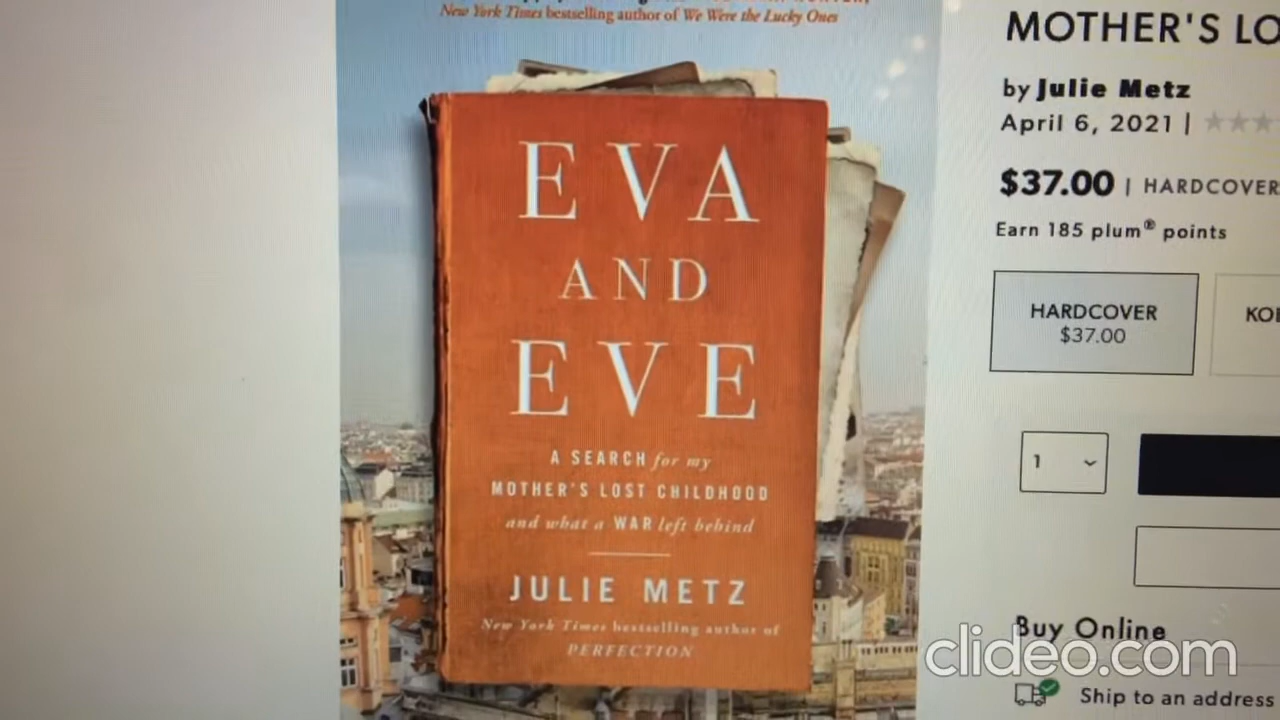 New York Times bestselling author of We Were the Lucky Ones
EVA
AND
EVE
A SEARCH for my
MOTHER'S LOST CHILDHOOD
and what a WAR left behind
JULIE METZ
New York Times bestselling author of
PERFECTION
MOTHER'S LO
by Julie Metz
April 6, 2021 |
$37.00 | HARDCOVER
Earn 185 plum® points
HARDCOVER
$37.00
KO
1
Buy Online
Ship to an address
clideo.com